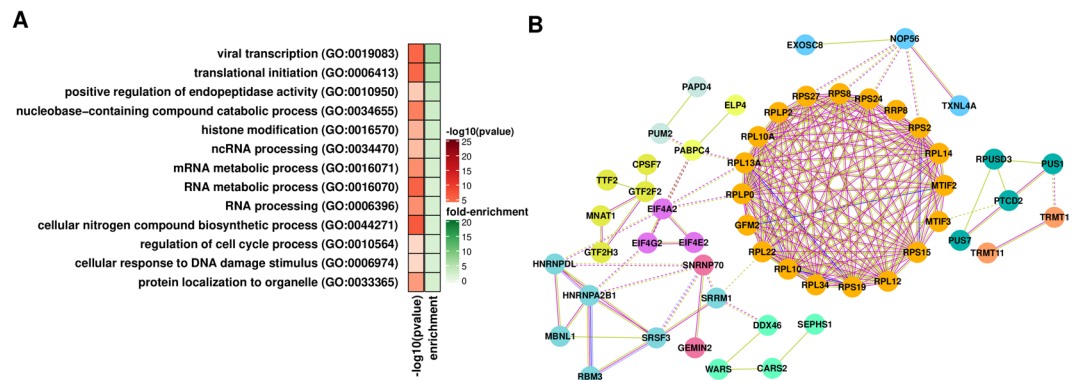 A
viral transcription (GO:0019083)
translational initiation (GO:0006413)
positive regulation of endopeptidase activity (GO:0010950)
nucleobase−containing compound catabolic process (GO:0034655)
histone modification (GO:0016570)
ncRNA processing (GO:0034470)
mRNA metabolic process (GO:0016071)
RNA metabolic process (GO:0016070)
RNA processing (GO:0006396)
cellular nitrogen compound biosynthetic process (GO:0044271)
regulation of cell cycle process (GO:0010564)
cellular response to DNA damage stimulus (GO:0006974)
protein localization to organelle (GO:0033365)
-log10(pvalue)
enrichment
-log10(pvalue)
25
20
15
10
5
fold-enrichment
20
15
10
5
0
B
EXOSC8
NOP56
TXNL4A
PAPD4
ELP4
PUM2
PABPC4
RPS27
RPS8
RPS24
RRP8
RPLP2
RPS2
RPL10A
RPL14
RPL13A
MTIF2
RPLP0
MTIF3
GFM2
RPS15
RPL22
RPL12
RPL10
RPL34
RPS19
RPUSD3
PUS1
PTCD2
PUS7
TRMT1
TRMT11
CPSF7
TTF2
GTF2F2
MNAT1
GTF2H3
EIF4A2
EIF4G2
EIF4E2
HNRNPDL
SNRNP70
HNRNPA2B1
SRRM1
MBNL1
SRSF3
GEMIN2
RBM3
DDX46
SEPHS1
WARS
CARS2